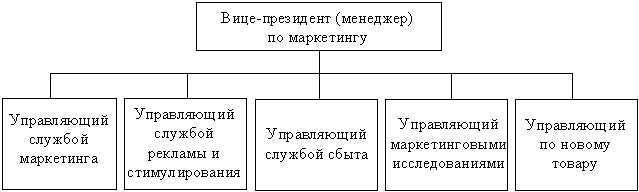 Вице-президент (менеджер)
по маркетингу
Управляющий
службой
маркетинга
Управляющий
службой
рекламы и
стимулирования
Управляющий
службой сбыта
Управляющий
маркетинговыми
исследованиями
Управляющий
по новому
товару